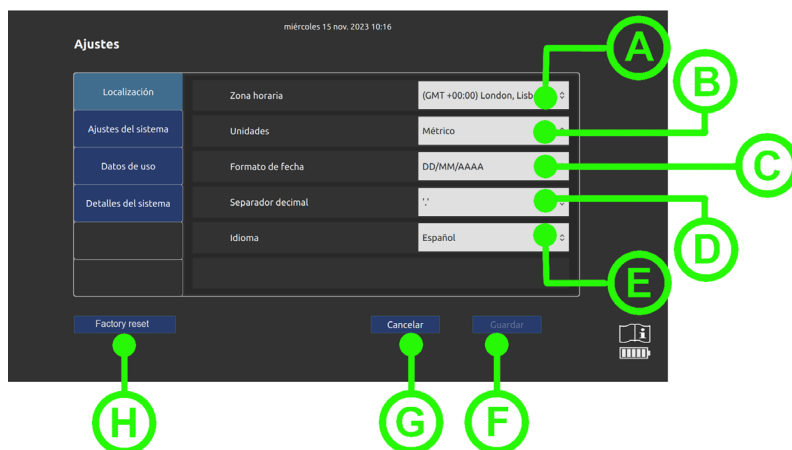 miércoles 15 nov. 2023 10:16
Ajustes
A
Localización
Zona horaria
(GMT +00:00) London, Lisb
B
Ajustes del sistema
Unidades
Métrico
Datos de uso
Formato de fecha
DD/MM/AAAA
C
Detalles del sistema
Separador decimal
'.'
D
Idioma
Español
E
Factory reset
Cancelar
Guardar
H
G
F